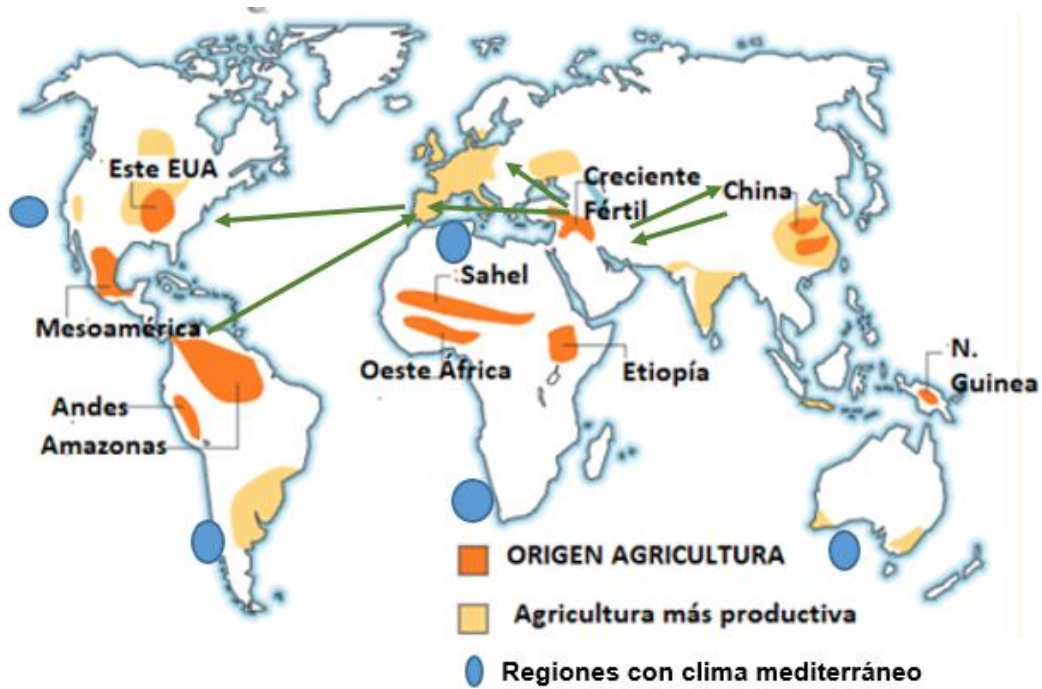 Este EUA
Creciente
Fértil
China
Sahel
Mesoamérica
Oeste África
Etiopía
N.
Guinea
Andes
Amazonas
ORIGEN AGRICULTURA
Agricultura más productiva
Regiones con clima mediterráneo